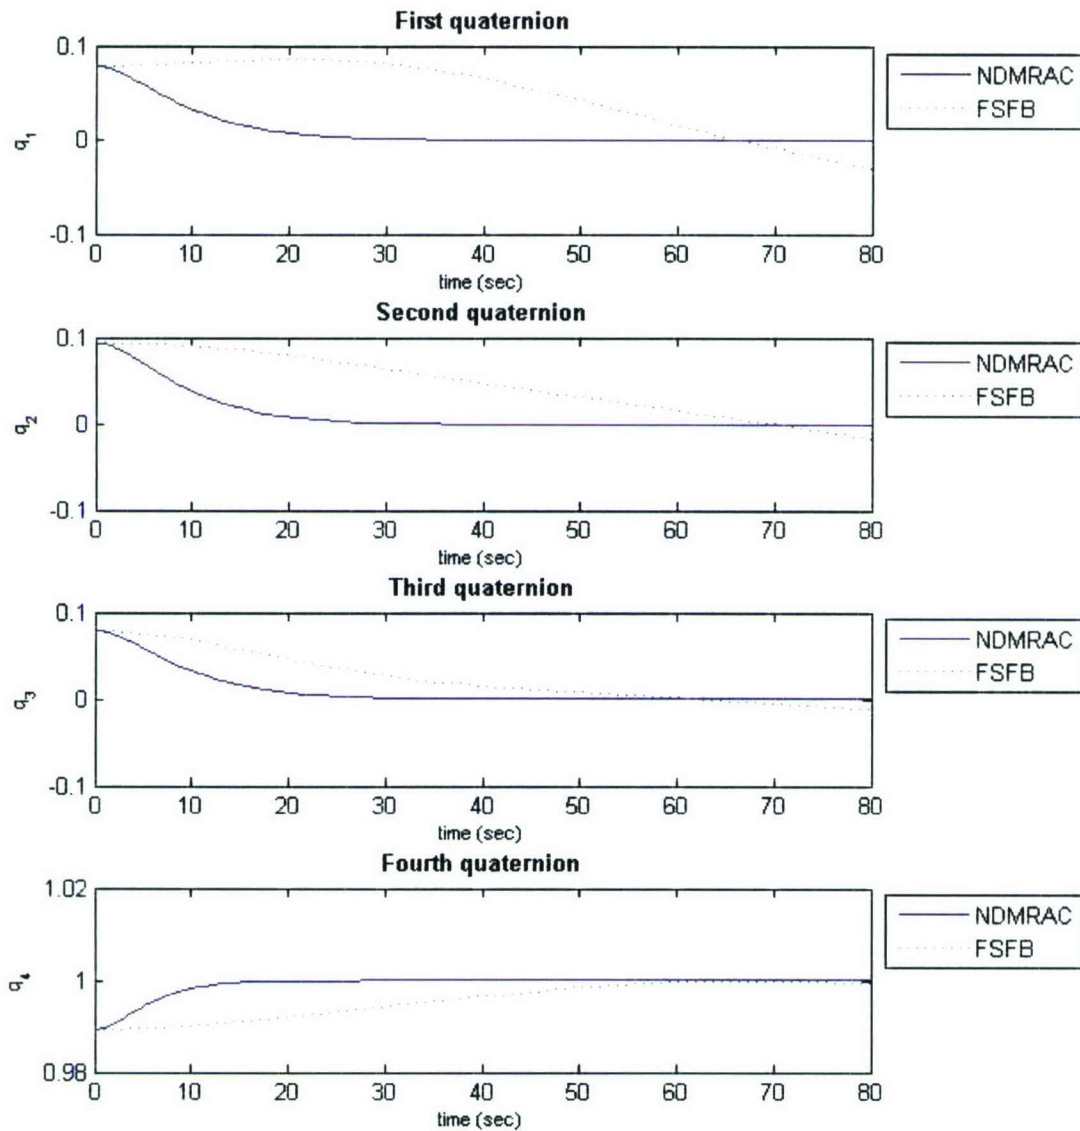 First quaternion
0.1
0
-0.1
q1
0 10 20 30 40 50 60 70 80
time (sec)
NDMRAC
FSFB
Second quaternion
0.1
0
-0.1
q2
0 10 20 30 40 50 60 70 80
time (sec)
NDMRAC
FSFB
Third quaternion
0.1
0
-0.1
q3
0 10 20 30 40 50 60 70 80
time (sec)
NDMRAC
FSFB
Fourth quaternion
1.02
1
0.98
q4
0 10 20 30 40 50 60 70 80
time (sec)
NDMRAC
FSFB